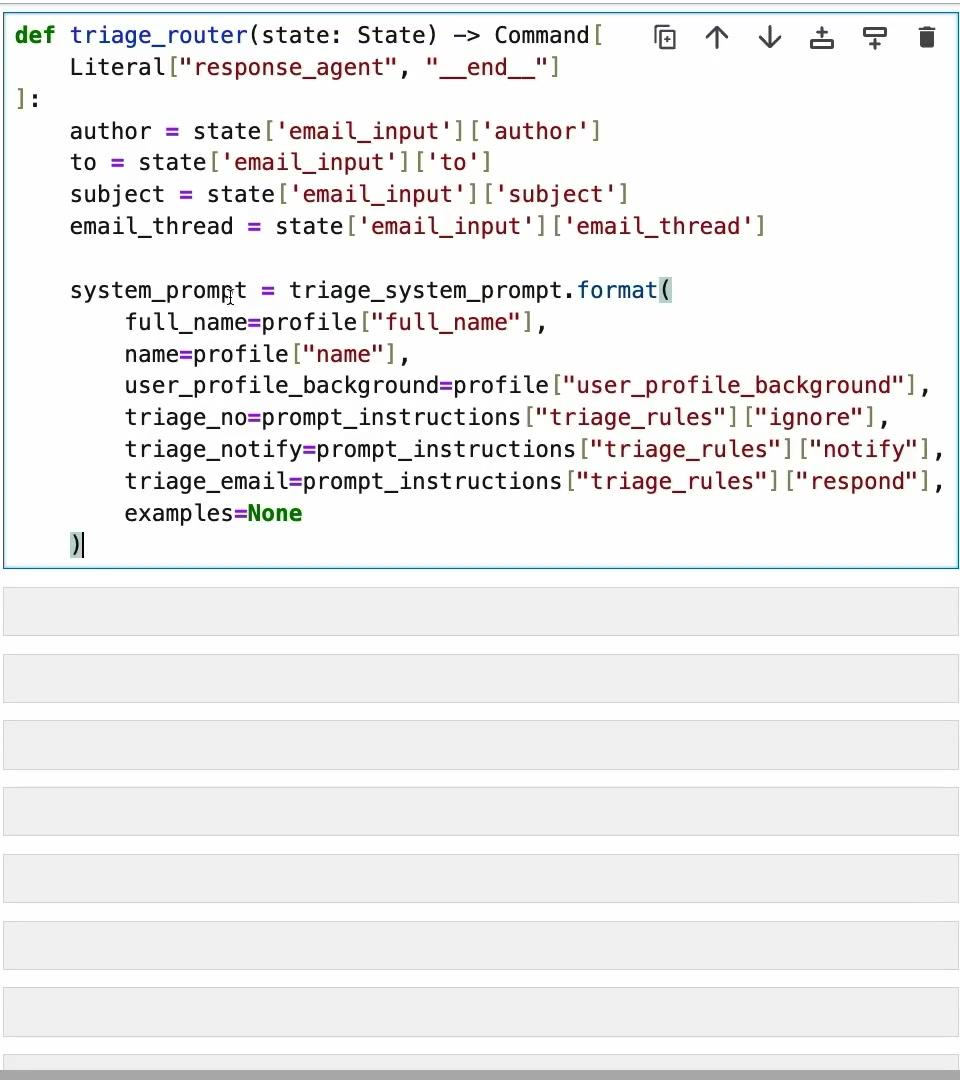 def triage_router(state: State) -> Command[
    Literal["response_agent", "__end__"]
]:
    author = state['email_input']['author']
    to = state['email_input']['to']
    subject = state['email_input']['subject']
    email_thread = state['email_input']['email_thread']

    system_prompt = triage_system_prompt.format(
        full_name=profile["full_name"],
        name=profile["name"],
        user_profile_background=profile["user_profile_background"],
        triage_no=prompt_instructions["triage_rules"]["ignore"],
        triage_notify=prompt_instructions["triage_rules"]["notify"],
        triage_email=prompt_instructions["triage_rules"]["respond"],
        examples=None
    )